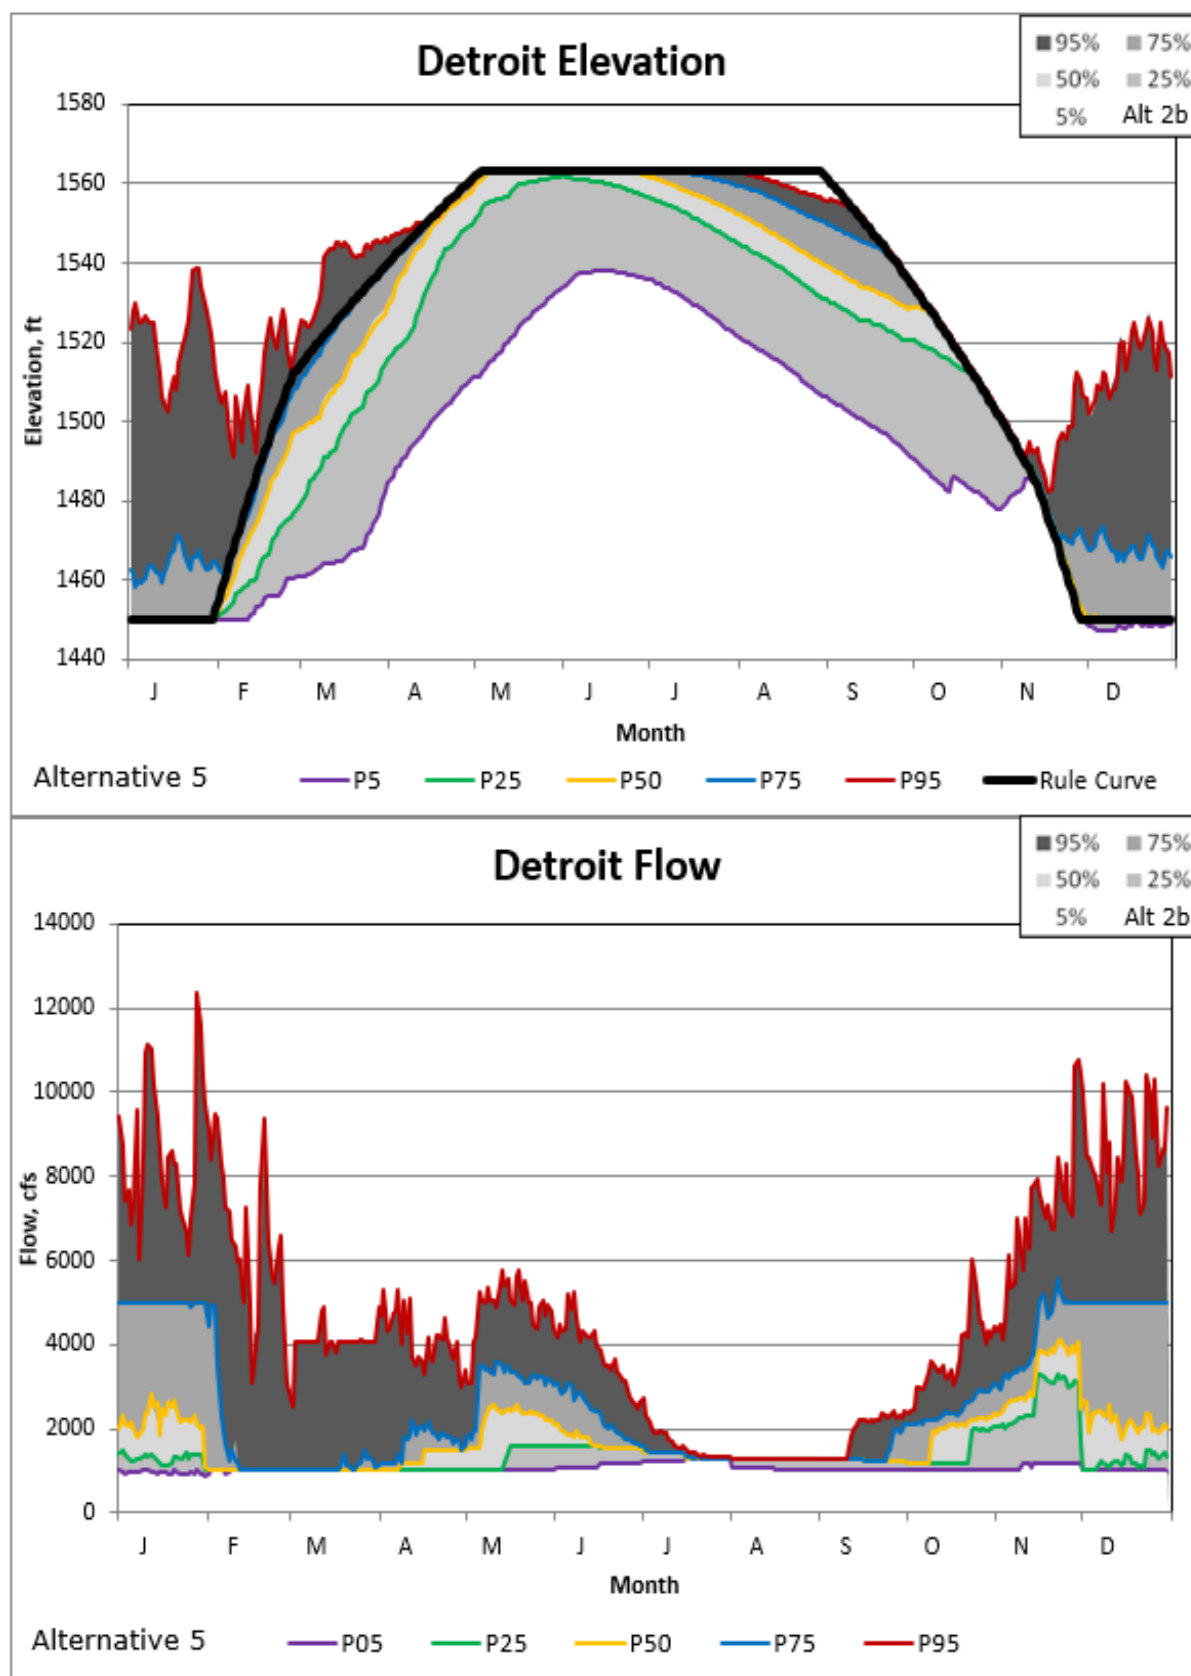 Detroit Elevation
95% 75%
50% 25%
5% Alt 2b
1580
1560
1540
1520
1500
1480
1460
1440
Elevation, ft
J F M A M J J A S O N D
Month
Alternative 5 P5 P25 P50 P75 P95 Rule Curve
Detroit Flow
95% 75%
50% 25%
5% Alt 2b
14000
12000
10000
8000
6000
4000
2000
0
Flow, cfs
J F M A M J J A S O N D
Month
Alternative 5 P05 P25 P50 P75 P95